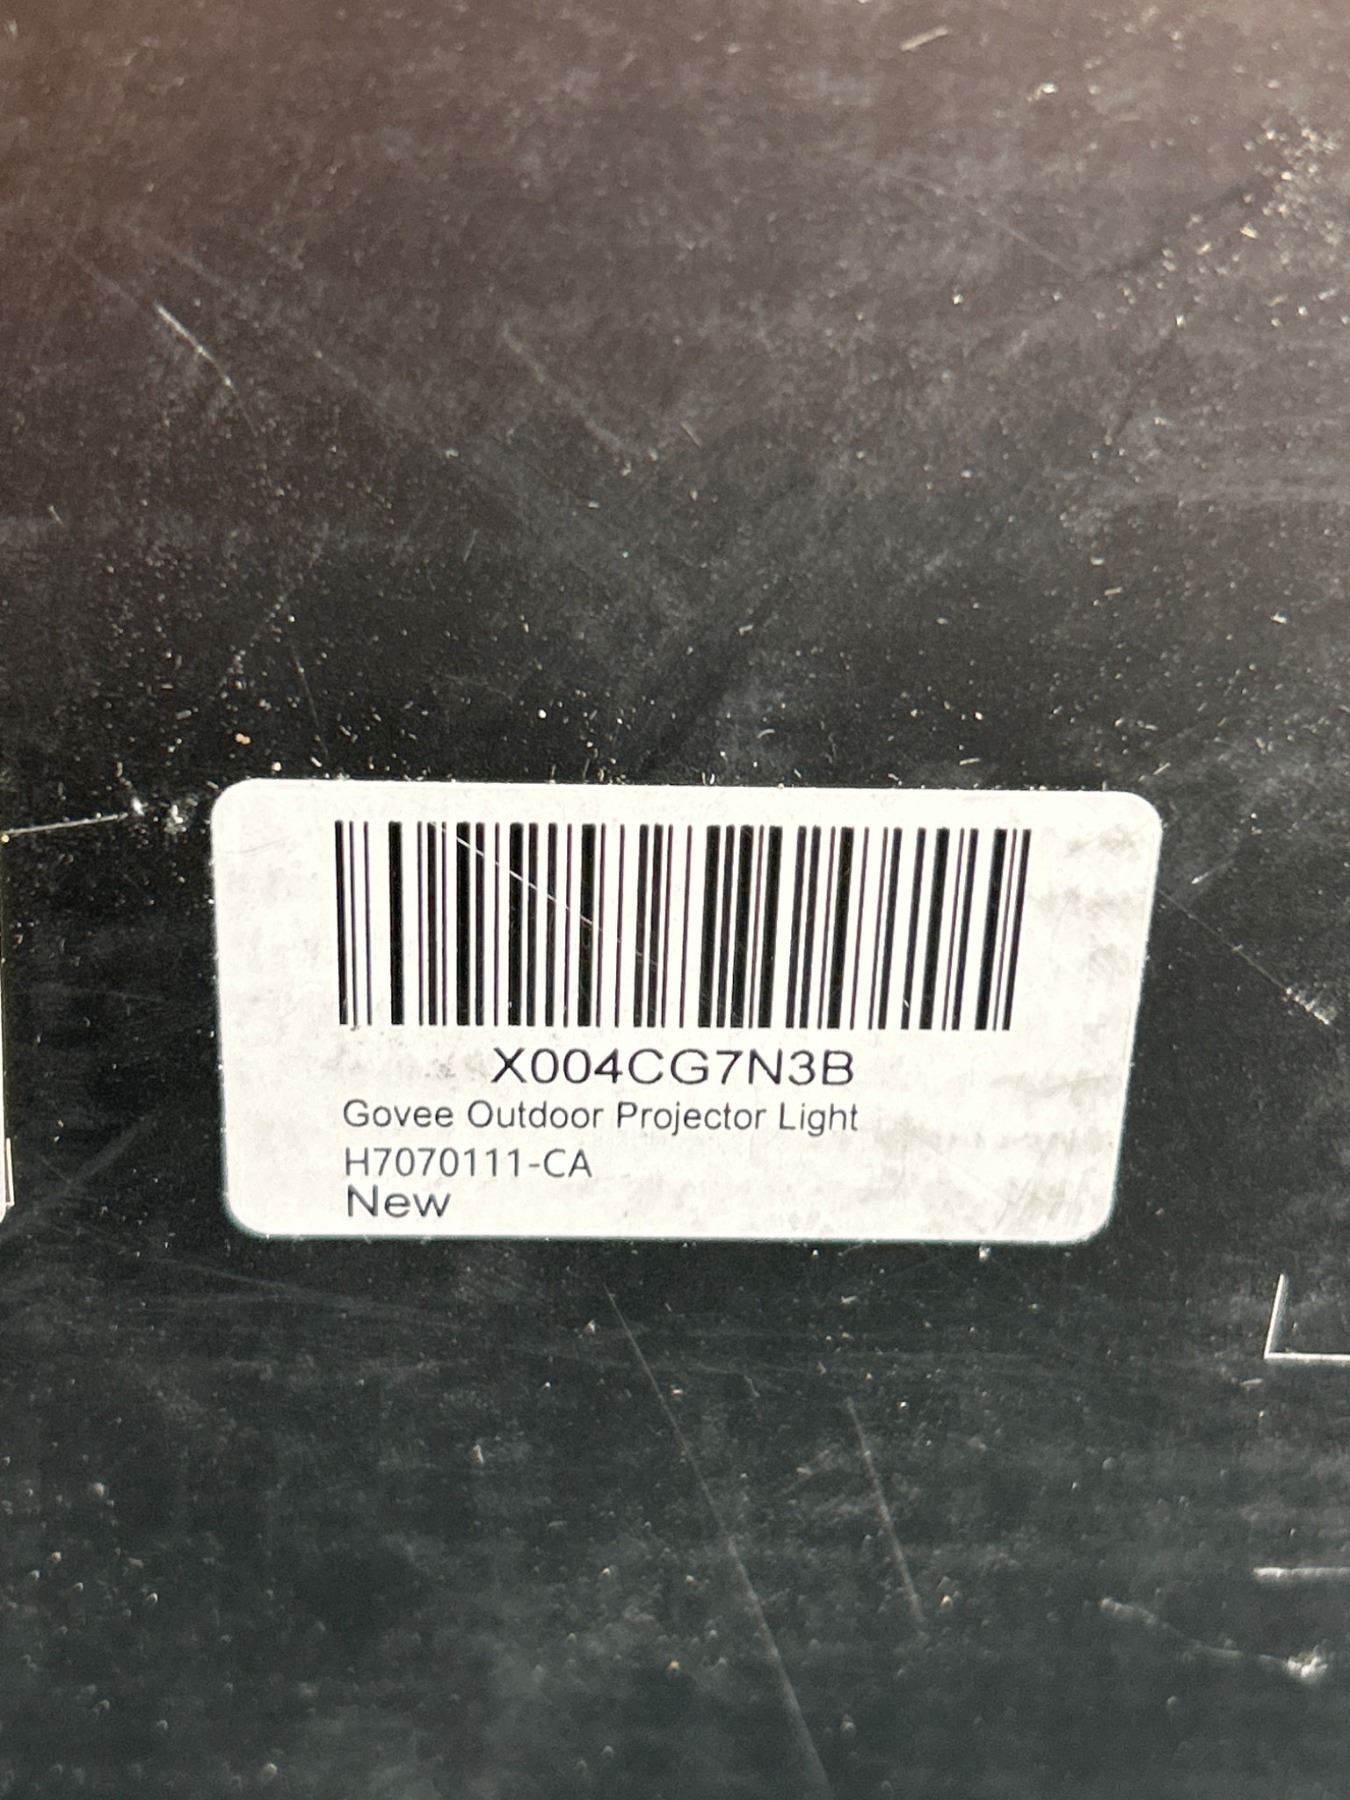 X004CG7N3B
Govee Outdoor Projector Light
H7070111-CA
New